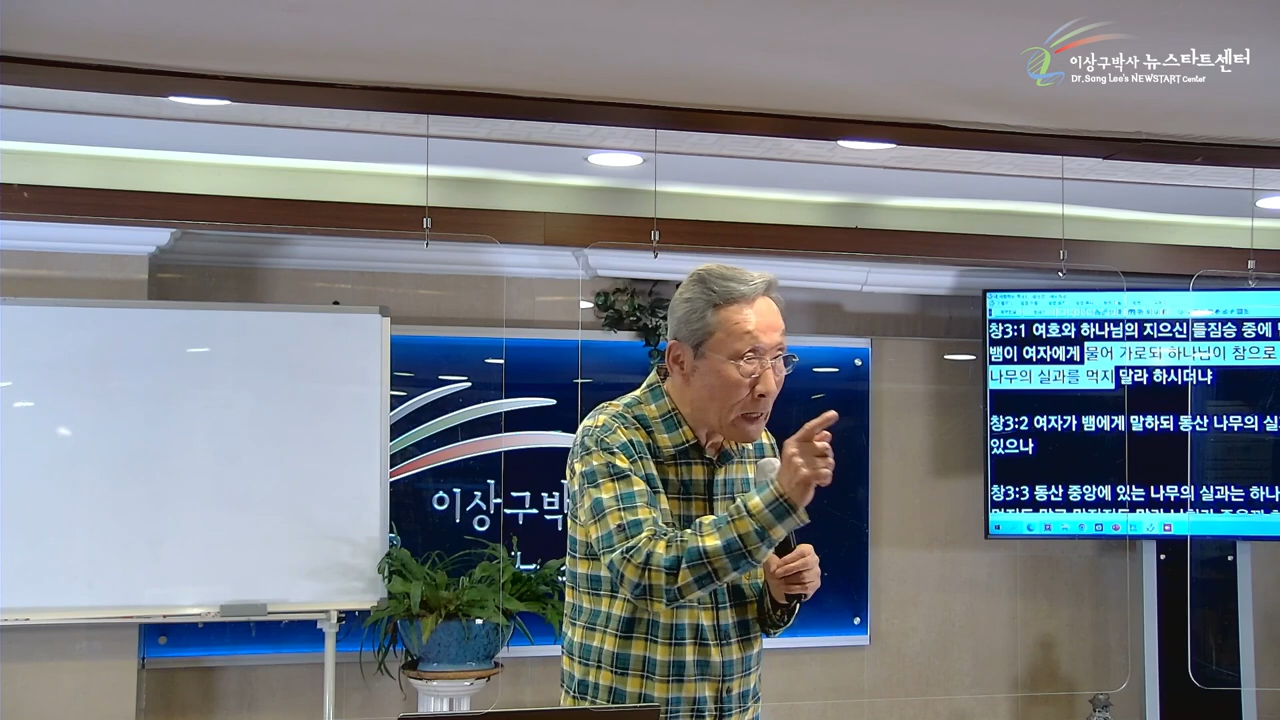 이상구박사 뉴스타트센터
Dr. Sang Lee's NEWSTART Center
창3:1 여호와 하나님의 지으신 들짐승 중에
뱀이 여자에게 물어 가로되 하나님이 참으로
나무의 실과를 먹지 말라 하시더냐
창3:2 여자가 뱀에게 말하되 동산 나무의 실
있으나
창3:3 동산 중앙에 있는 나무의 실과는 하나
이상구박